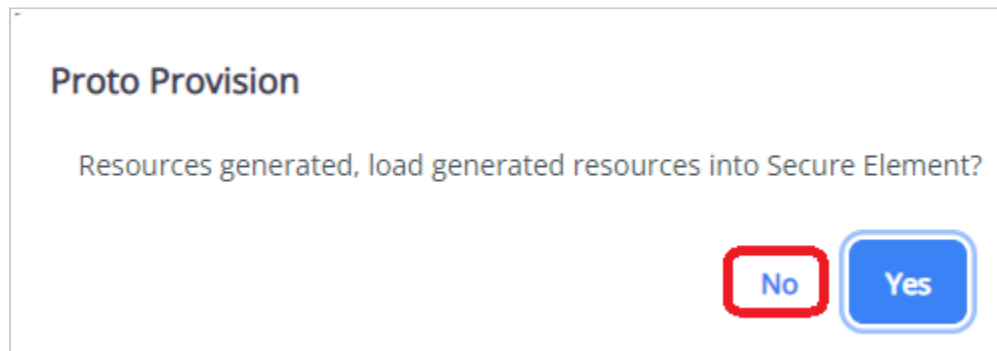 Proto Provision
Resources generated, load generated resources into Secure Element?
No Yes